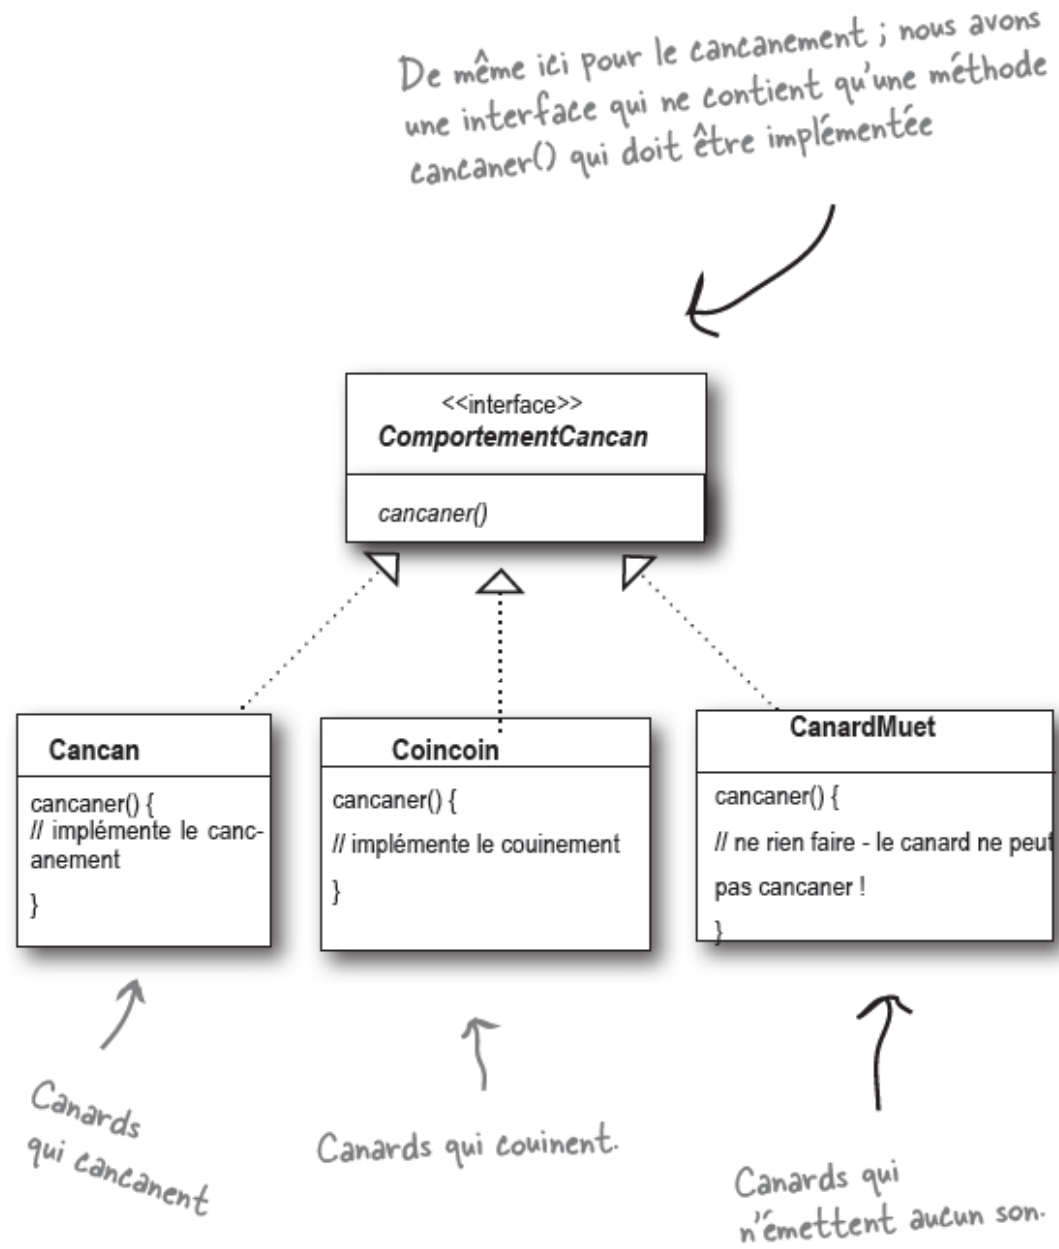 De même ici pour le cancanement ; nous avons
une interface qui ne contient qu'une méthode
cancaner() qui doit être implémentée
<<interface>>
ComportementCancan
cancaner()
Cancan
cancaner() {
// implémente le canc-
anement
}
Coincoin
cancaner() {
// implémente le couinement
}
CanardMuet
cancaner() {
// ne rien faire - le canard ne peut
pas cancaner !
}
Canards
qui cancanent
Canards qui couinent.
Canards qui
n'émettent aucun son.